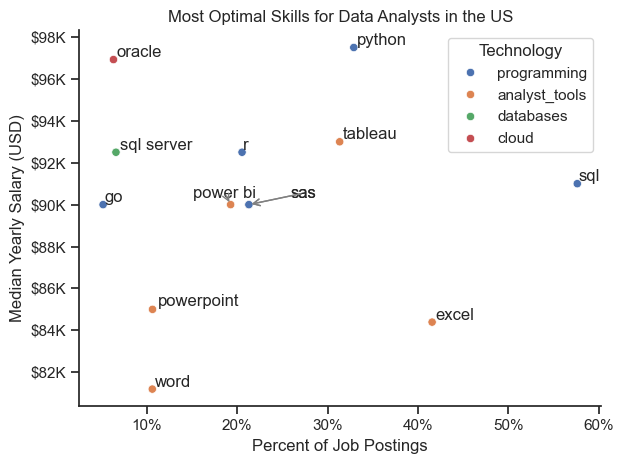 Most Optimal Skills for Data Analysts in the US
$98K
$96K
$94K
$92K
$90K
$88K
$86K
$84K
$82K
Median Yearly Salary (USD)
oracle
python
Technology
programming
analyst_tools
databases
cloud
sql server
r
tableau
sql
go
power bi
sas
powerpoint
excel
word
10%
20%
30%
40%
50%
60%
Percent of Job Postings